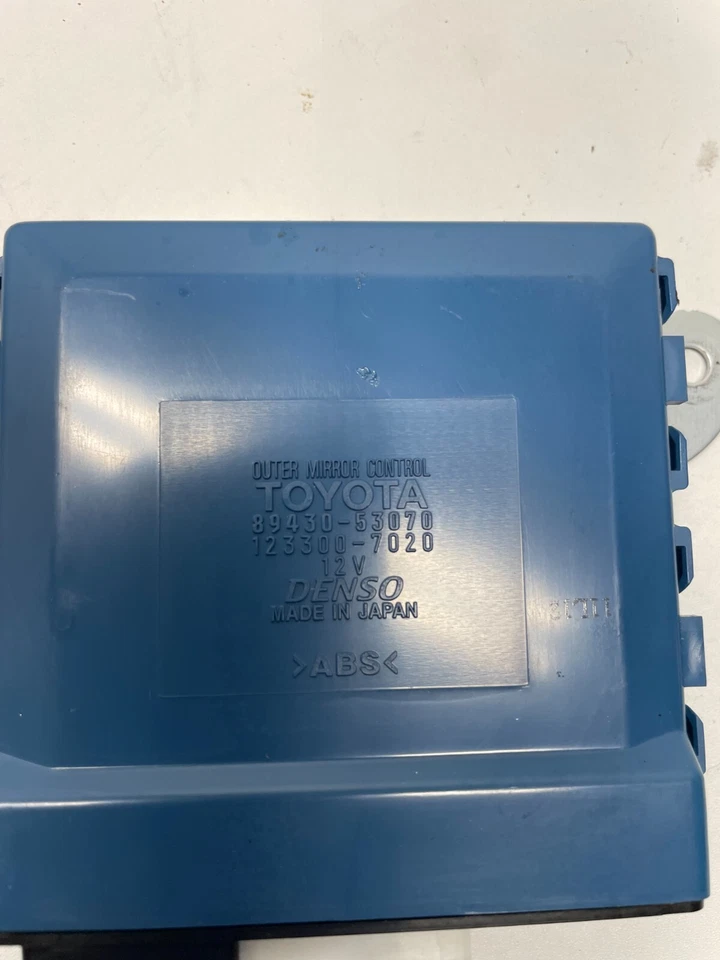 OUTER MIRROR CONTROL
TOYOTA
89430-53070
123300-7020
12V
DENSO
MADE IN JAPAN
>ABS<